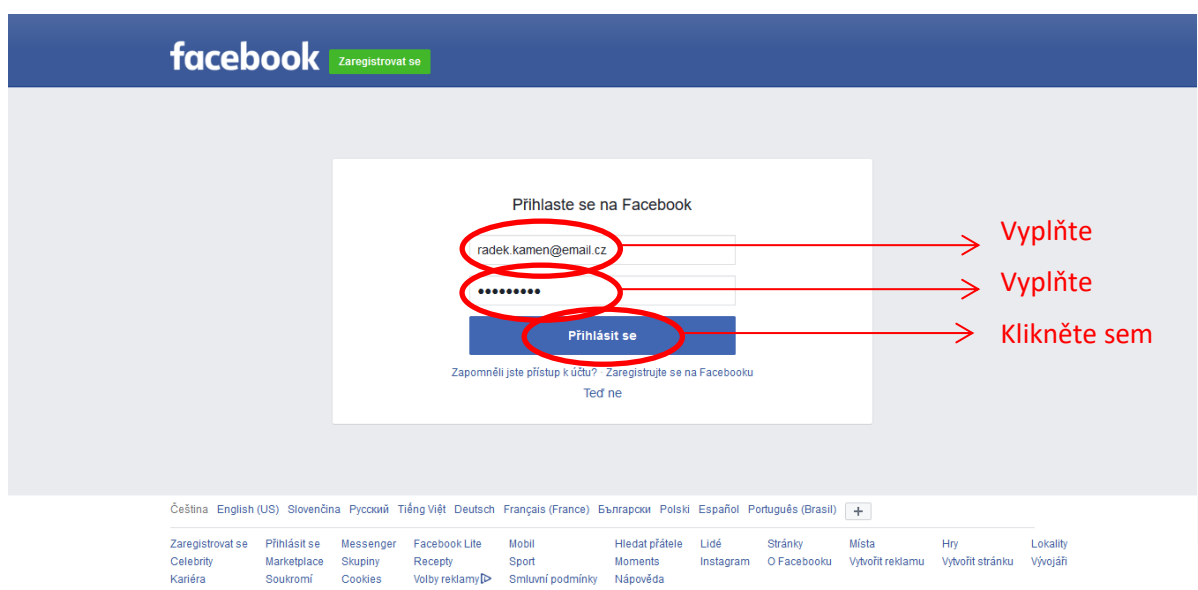 facebook Zaregistrovat se
Přihlaste se na Facebook
radek.kamen@email.cz
Vyplňte
•••••••••
Vyplňte
Přihlásit se
Klikněte sem
Zapomněli jste přístup k účtu? · Zaregistrujte se na Facebooku
Teď ne
Čeština English (US) Slovenčina Русский Tiếng Việt Deutsch Français (France) Български Polski Español Português (Brasil) +
Zaregistrovat se Přihlásit se Messenger Facebook Lite Mobil Hledat přátele Lidé Stránky Místa Hry Lokality
Celebrity Marketplace Skupiny Recepty Sport Moments Instagram O Facebooku Vytvořit reklamu Vytvořit stránku Vývojáři
Kariéra Soukromí Cookies Volby reklamy Smluvní podmínky Nápověda